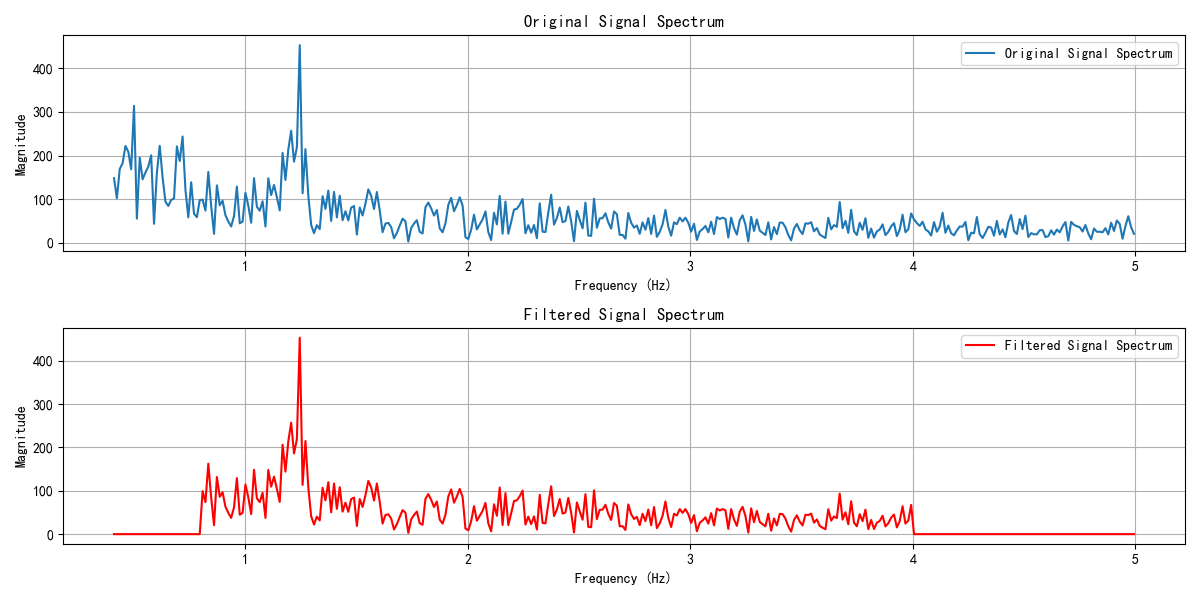 Original Signal Spectrum
Original Signal Spectrum
Magnitude
400
300
200
100
0
1
2
3
4
5
Frequency (Hz)
Filtered Signal Spectrum
Filtered Signal Spectrum
Magnitude
400
300
200
100
0
1
2
3
4
5
Frequency (Hz)